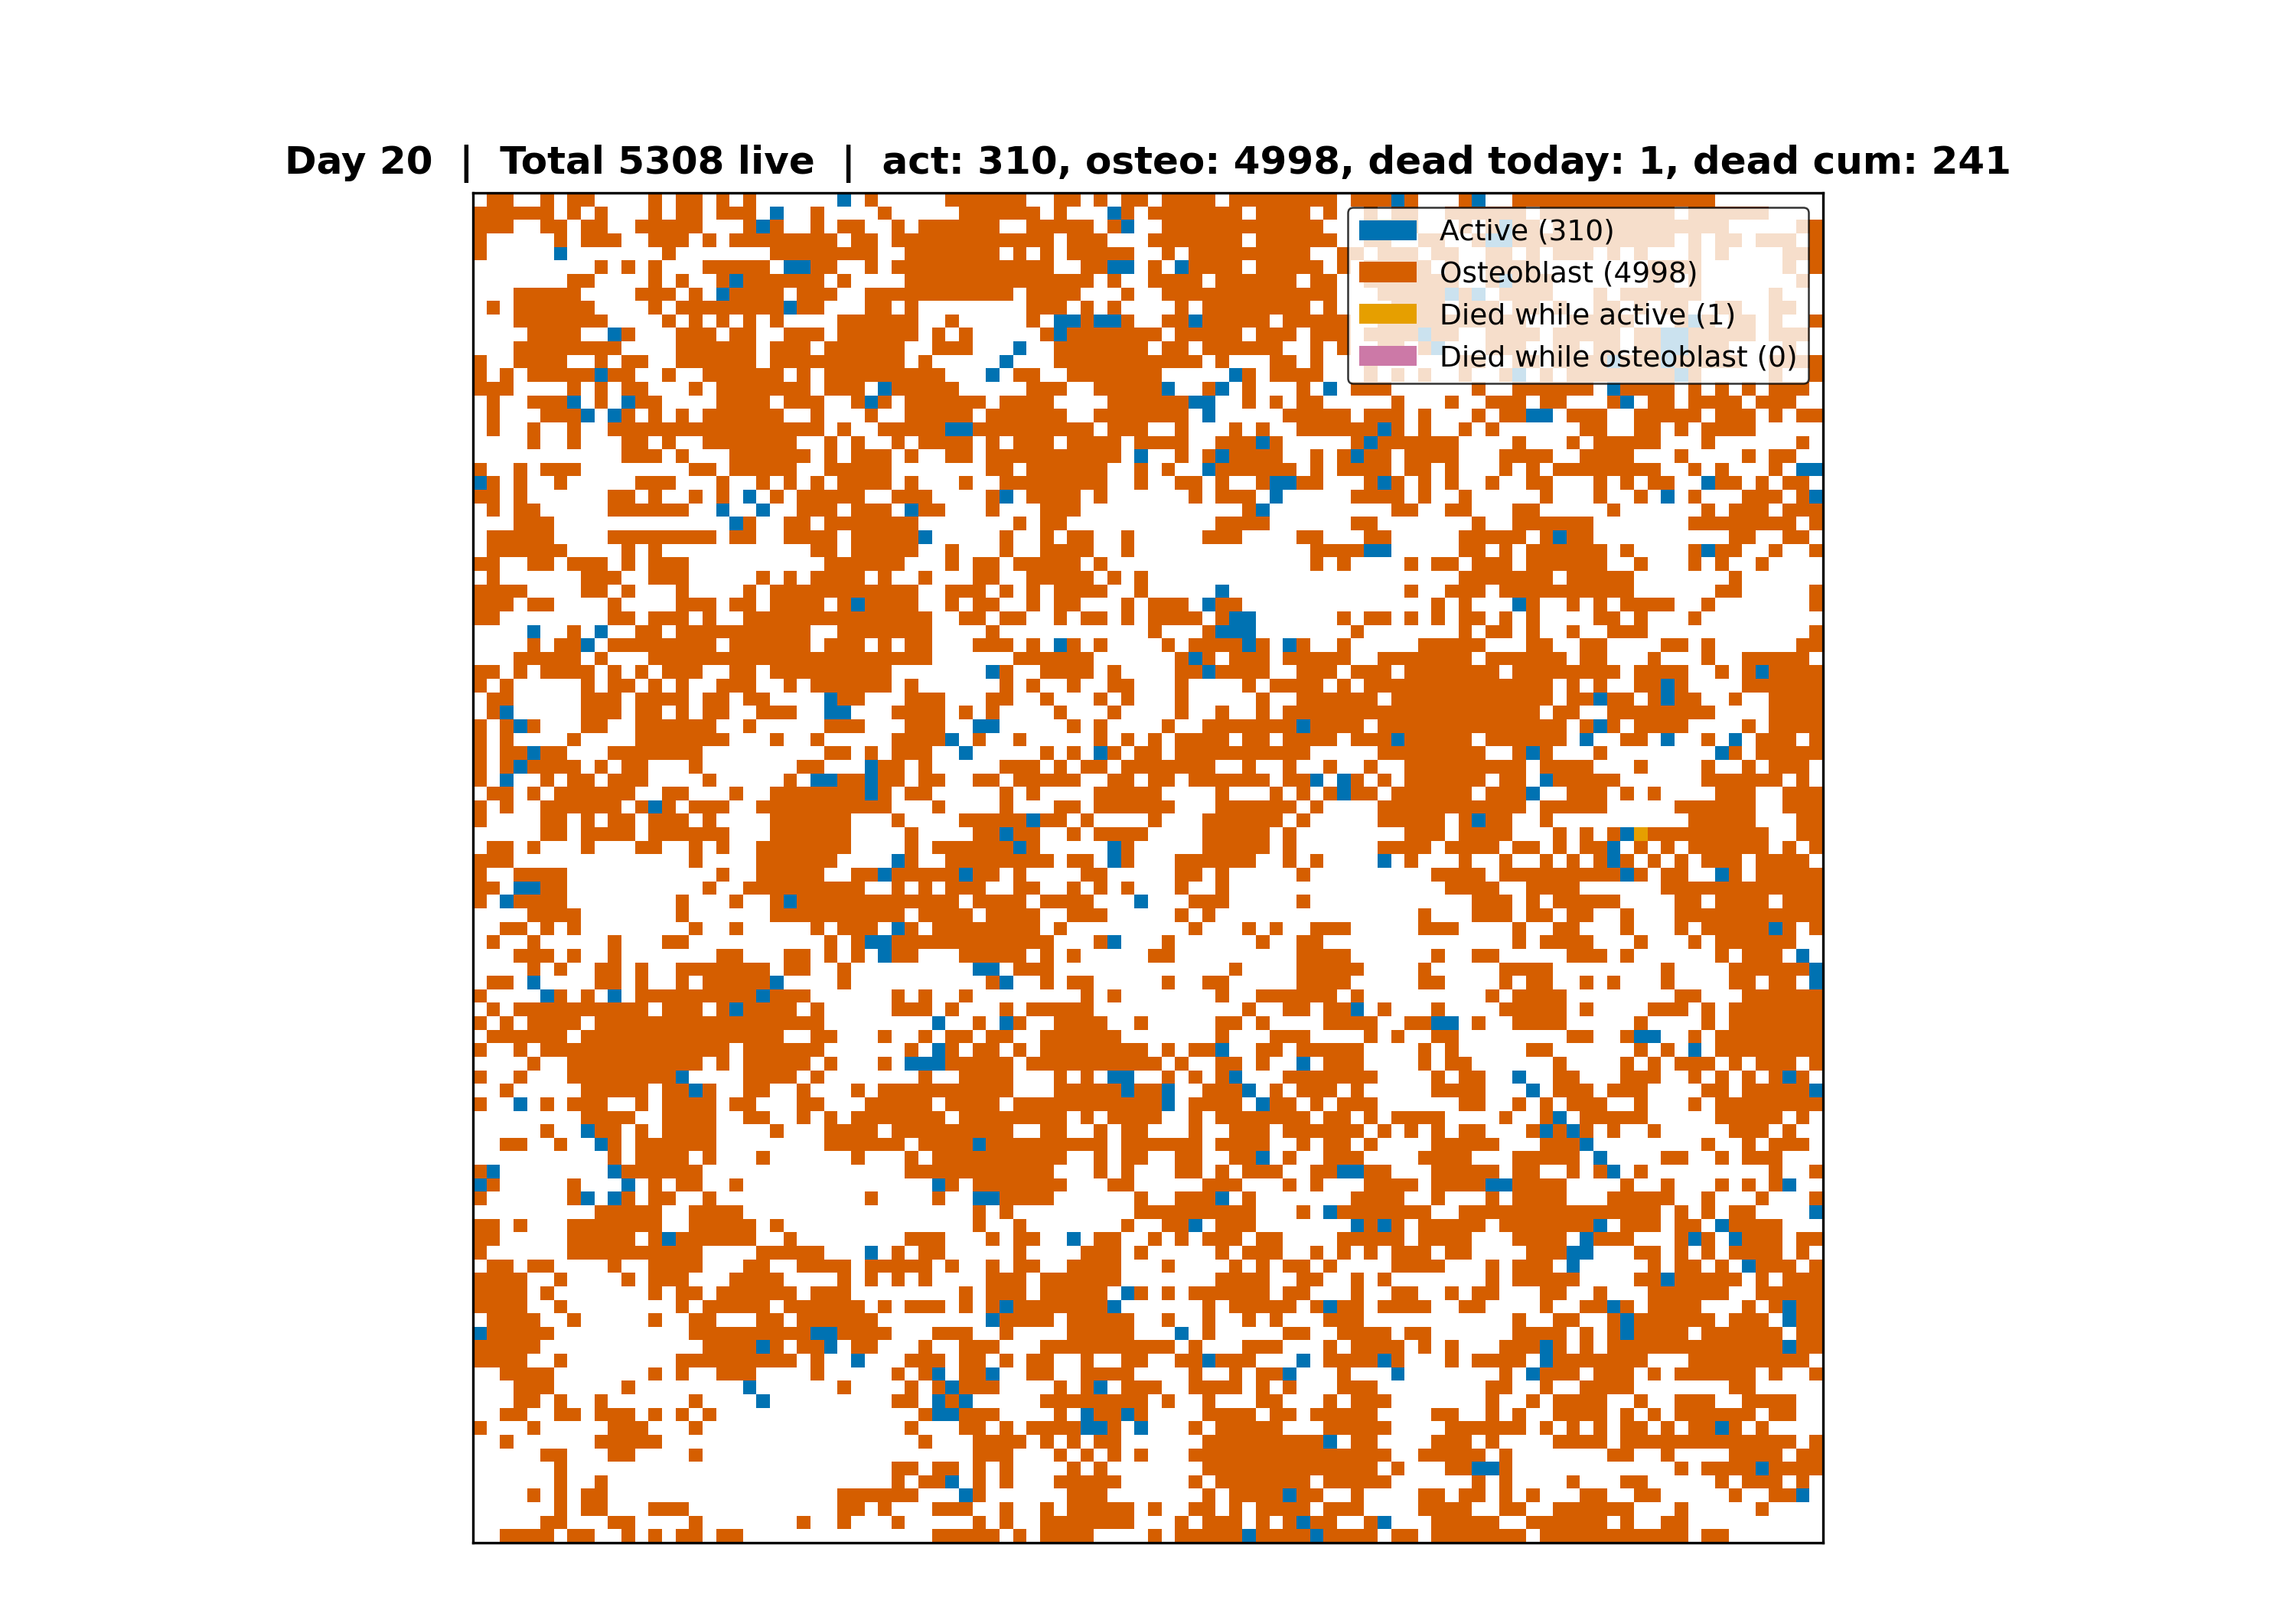 Day 20 | Total 5308 live | act: 310, osteo: 4998, dead today: 1, dead cum: 241
Active (310)
Osteoblast (4998)
Died while active (1)
Died while osteoblast (0)